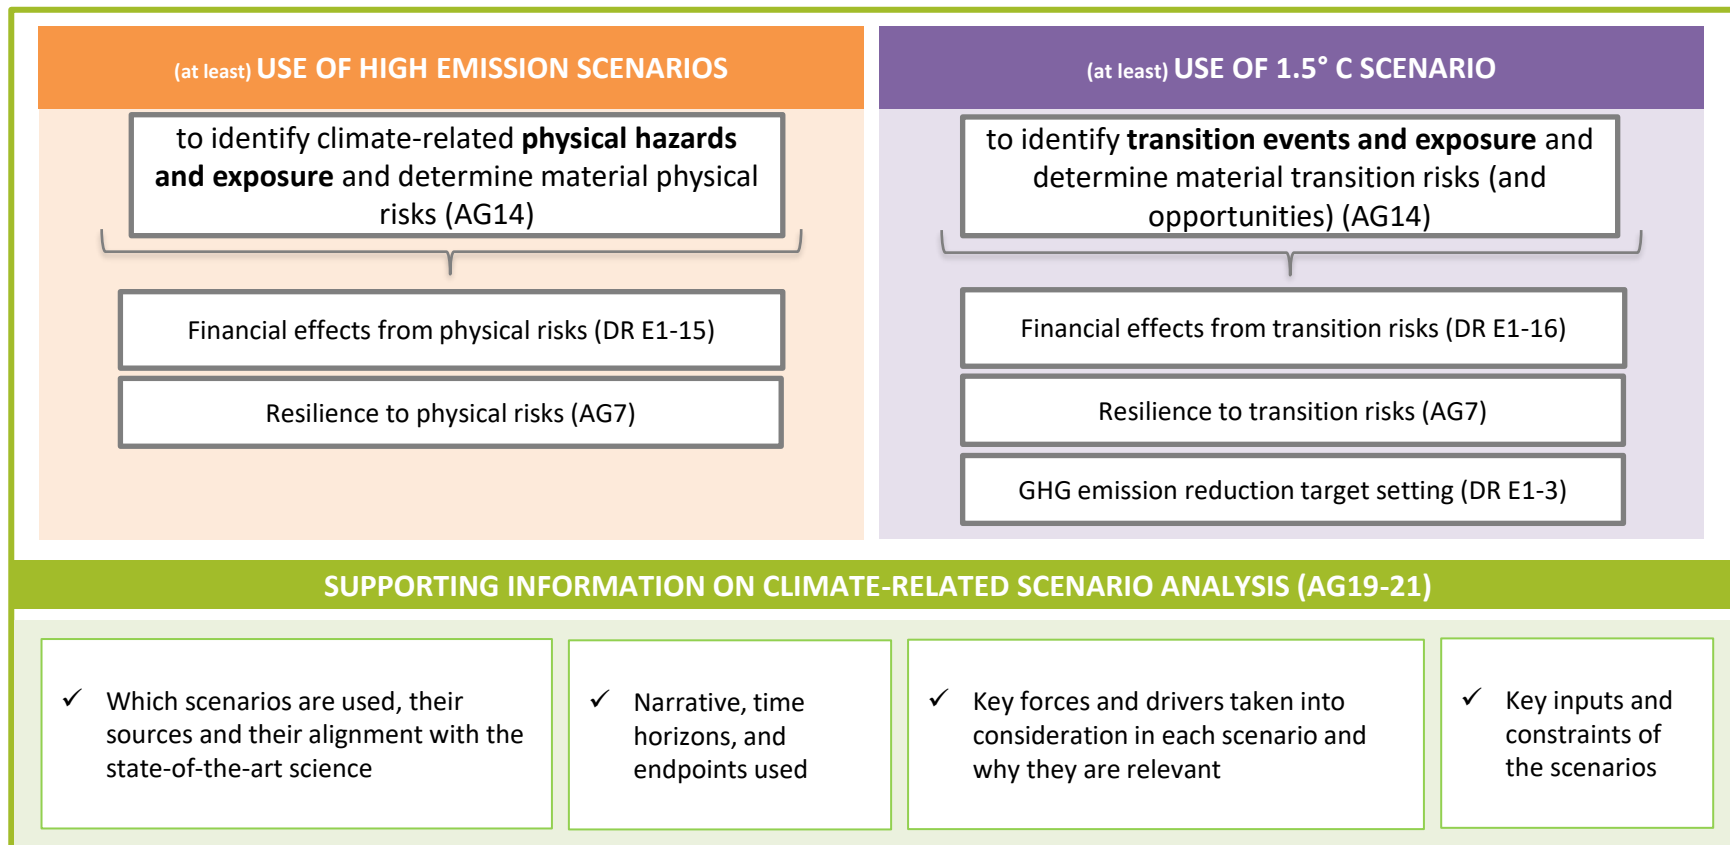 (at least) USE OF HIGH EMISSION SCENARIOS
to identify climate-related physical hazards
and exposure and determine material physical
risks (AG14)
Financial effects from physical risks (DR E1-15)
Resilience to physical risks (AG7)
(at least) USE OF 1.5° C SCENARIO
to identify transition events and exposure and
determine material transition risks (and
opportunities) (AG14)
Financial effects from transition risks (DR E1-16)
Resilience to transition risks (AG7)
GHG emission reduction target setting (DR E1-3)
SUPPORTING INFORMATION ON CLIMATE-RELATED SCENARIO ANALYSIS (AG19-21)
✓ Which scenarios are used, their
sources and their alignment with the
state-of-the-art science
✓ Narrative, time
horizons, and
endpoints used
✓ Key forces and drivers taken into
consideration in each scenario and
why they are relevant
✓ Key inputs and
constraints of
the scenarios